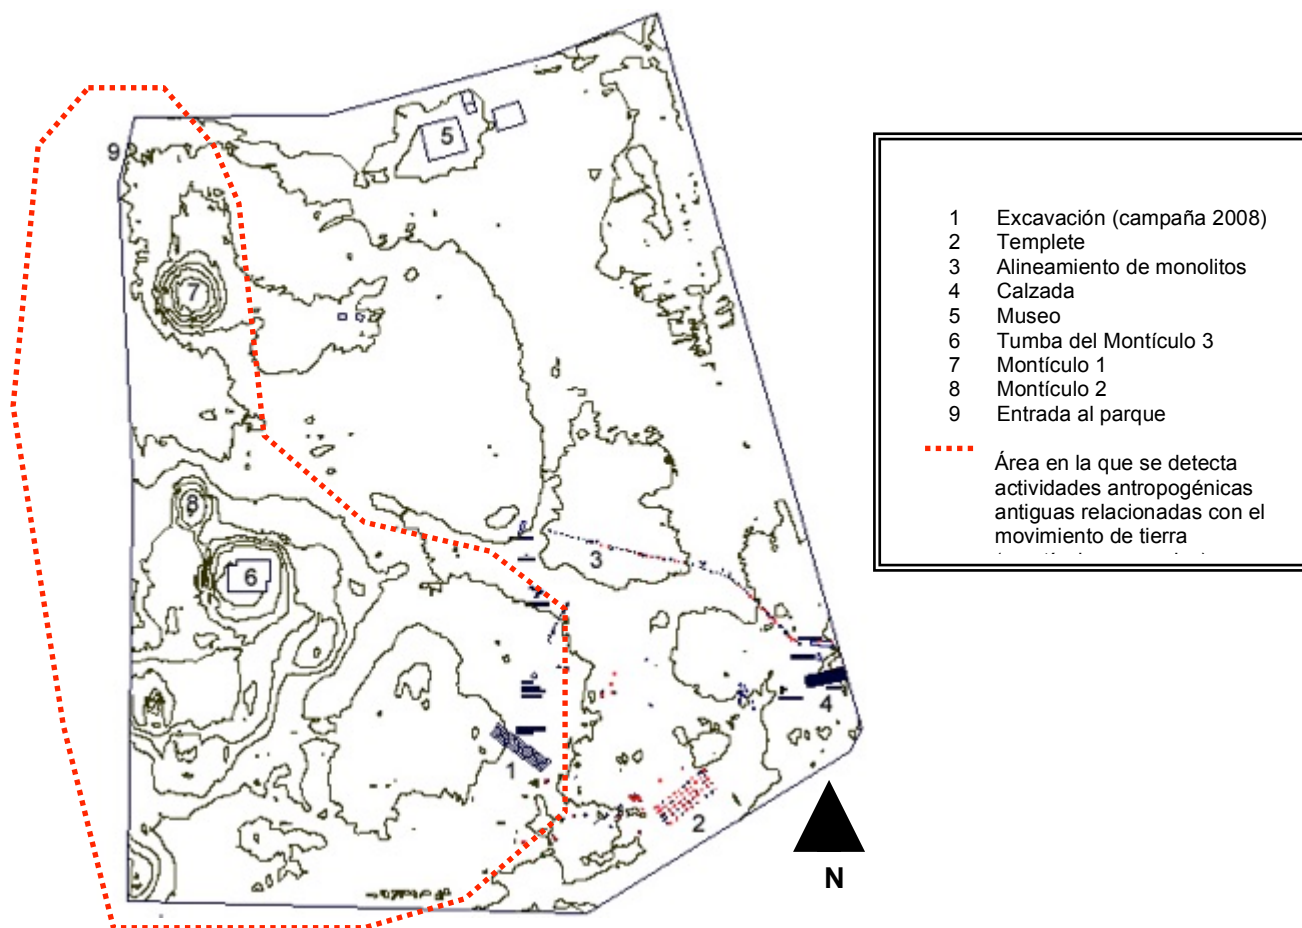 5
9
7
8
3
6
4
1
2
N
1 Excavación (campaña 2008)
2 Templete
3 Alineamiento de monolitos
4 Calzada
5 Museo
6 Tumba del Montículo 3
7 Montículo 1
8 Montículo 2
9 Entrada al parque
Área en la que se detecta
actividades antropogénicas
antiguas relacionadas con el
movimiento de tierra